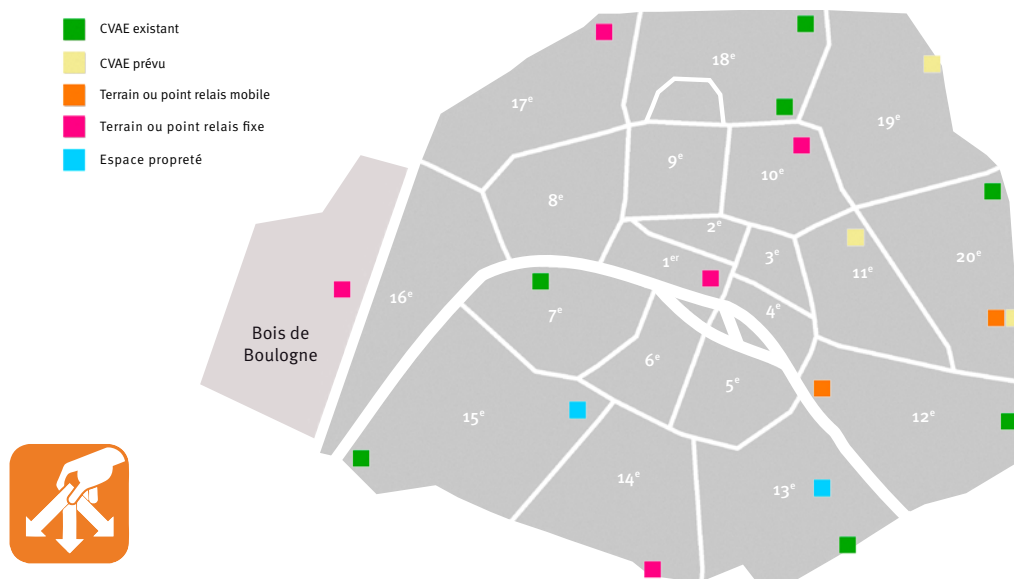 CVAE existant
CVAE prévu
Terrain ou point relais mobile
Terrain ou point relais fixe
Espace propreté
18e
17e
19e
9e
10e
8e
2e
1er
3e
11e
20e
16e
7e
4e
Bois de
Boulogne
6e
5e
15e
12e
14e
13e